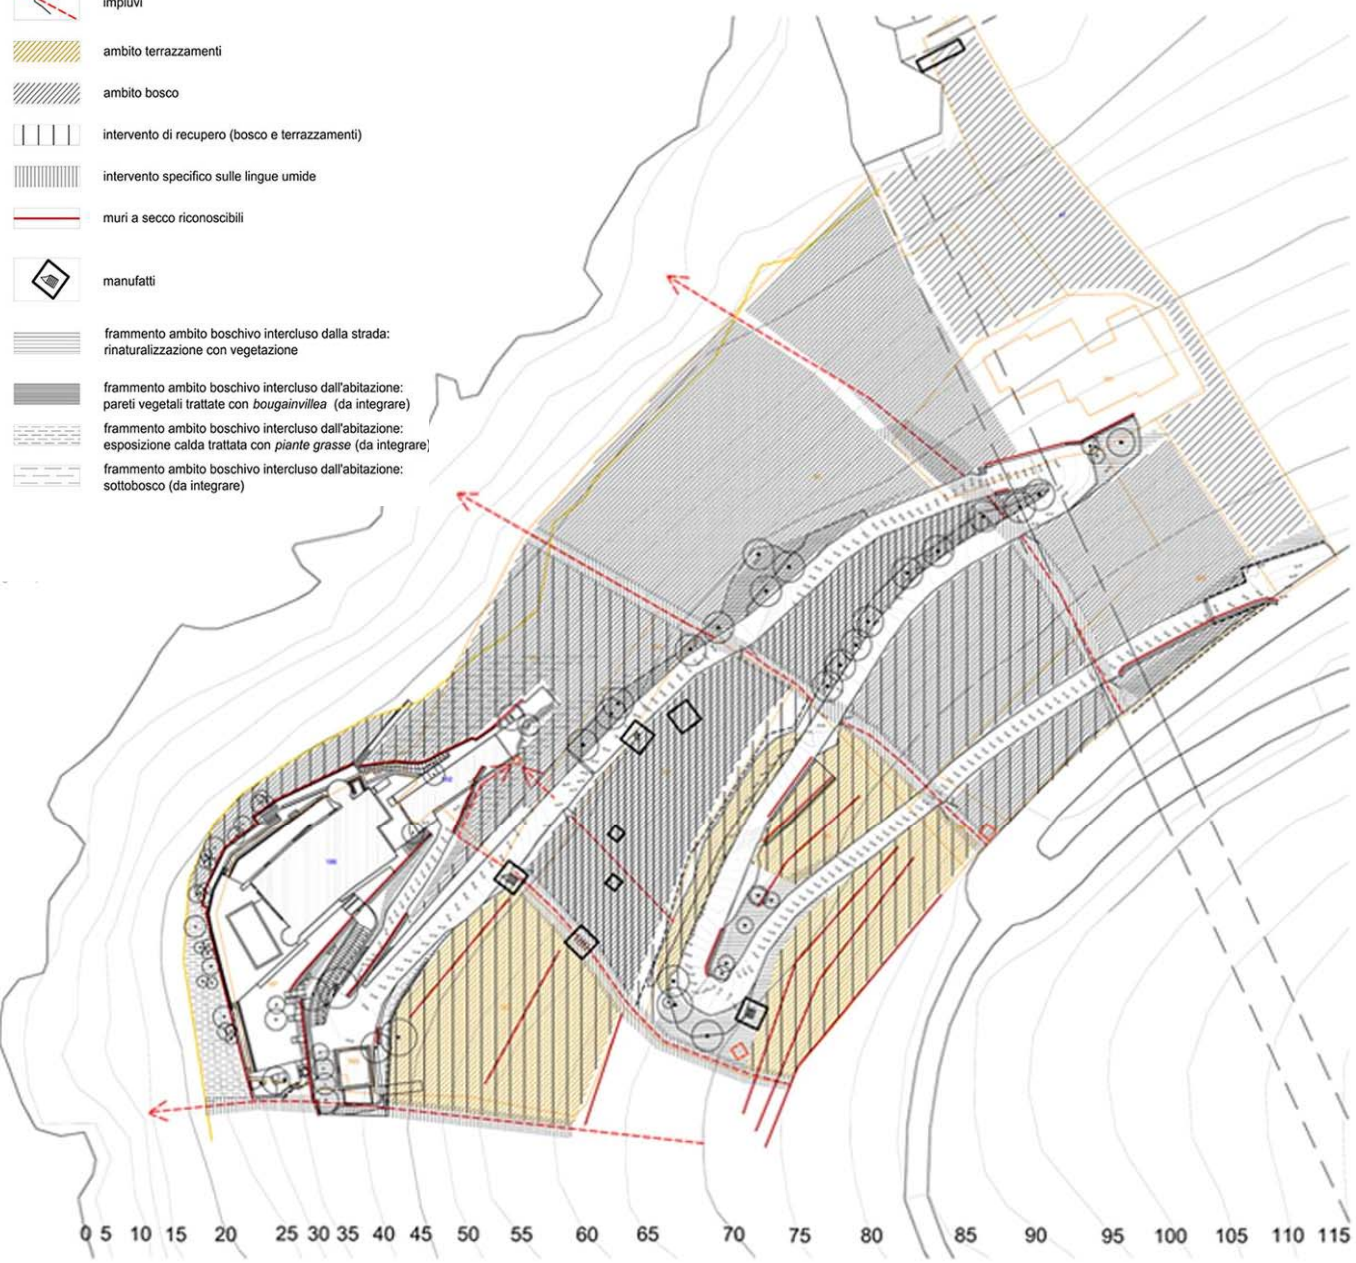 impluvi
ambito terrazzamenti
ambito bosco
intervento di recupero (bosco e terrazzamenti)
intervento specifico sulle lingue umide
muri a secco riconoscibili
manufatti
frammento ambito boschivo intercluso dalla strada:
rinaturalizzazione con vegetazione
frammento ambito boschivo intercluso dall'abitazione:
pareti vegetali trattate con bougainvillea (da integrare)
frammento ambito boschivo intercluso dall'abitazione:
esposizione calda trattata con piante grasse (da integrare)
frammento ambito boschivo intercluso dall'abitazione:
sottobosco (da integrare)
0 5 10 15 20 25 30 35 40 45 50 55 60 65 70 75 80 85 90 95 100 105 110 115